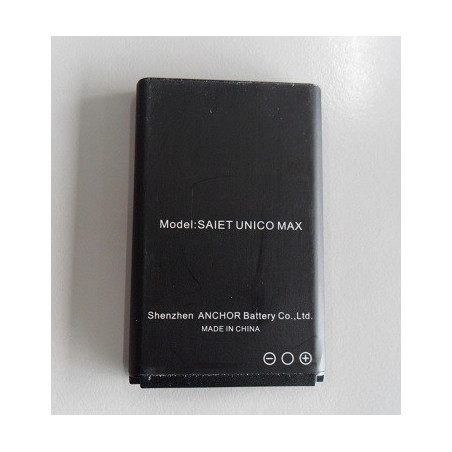 Model:SAIET UNICO MAX
Shenzhen ANCHOR Battery Co.,Ltd.
MADE IN CHINA